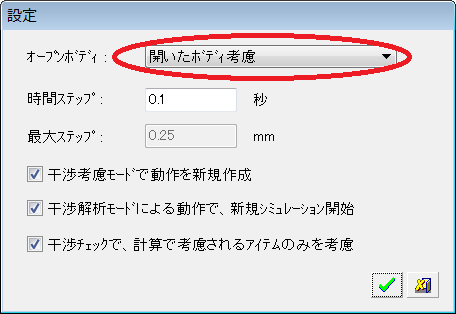 設定
ｵｰﾌﾟﾝﾎﾞﾃﾞｨ : 開いたﾎﾞﾃﾞｨ考慮
時間ｽﾃｯﾌﾟ : 0.1 秒
最大ｽﾃｯﾌﾟ : 0.25 mm
干渉考慮ﾓｰﾄﾞで動作を新規作成
干渉解析ﾓｰﾄﾞによる動作で、新規ｼﾐｭﾚｰｼｮﾝ開始
干渉ﾁｪｯｸで、計算で考慮されるｱｲﾃﾑのみを考慮